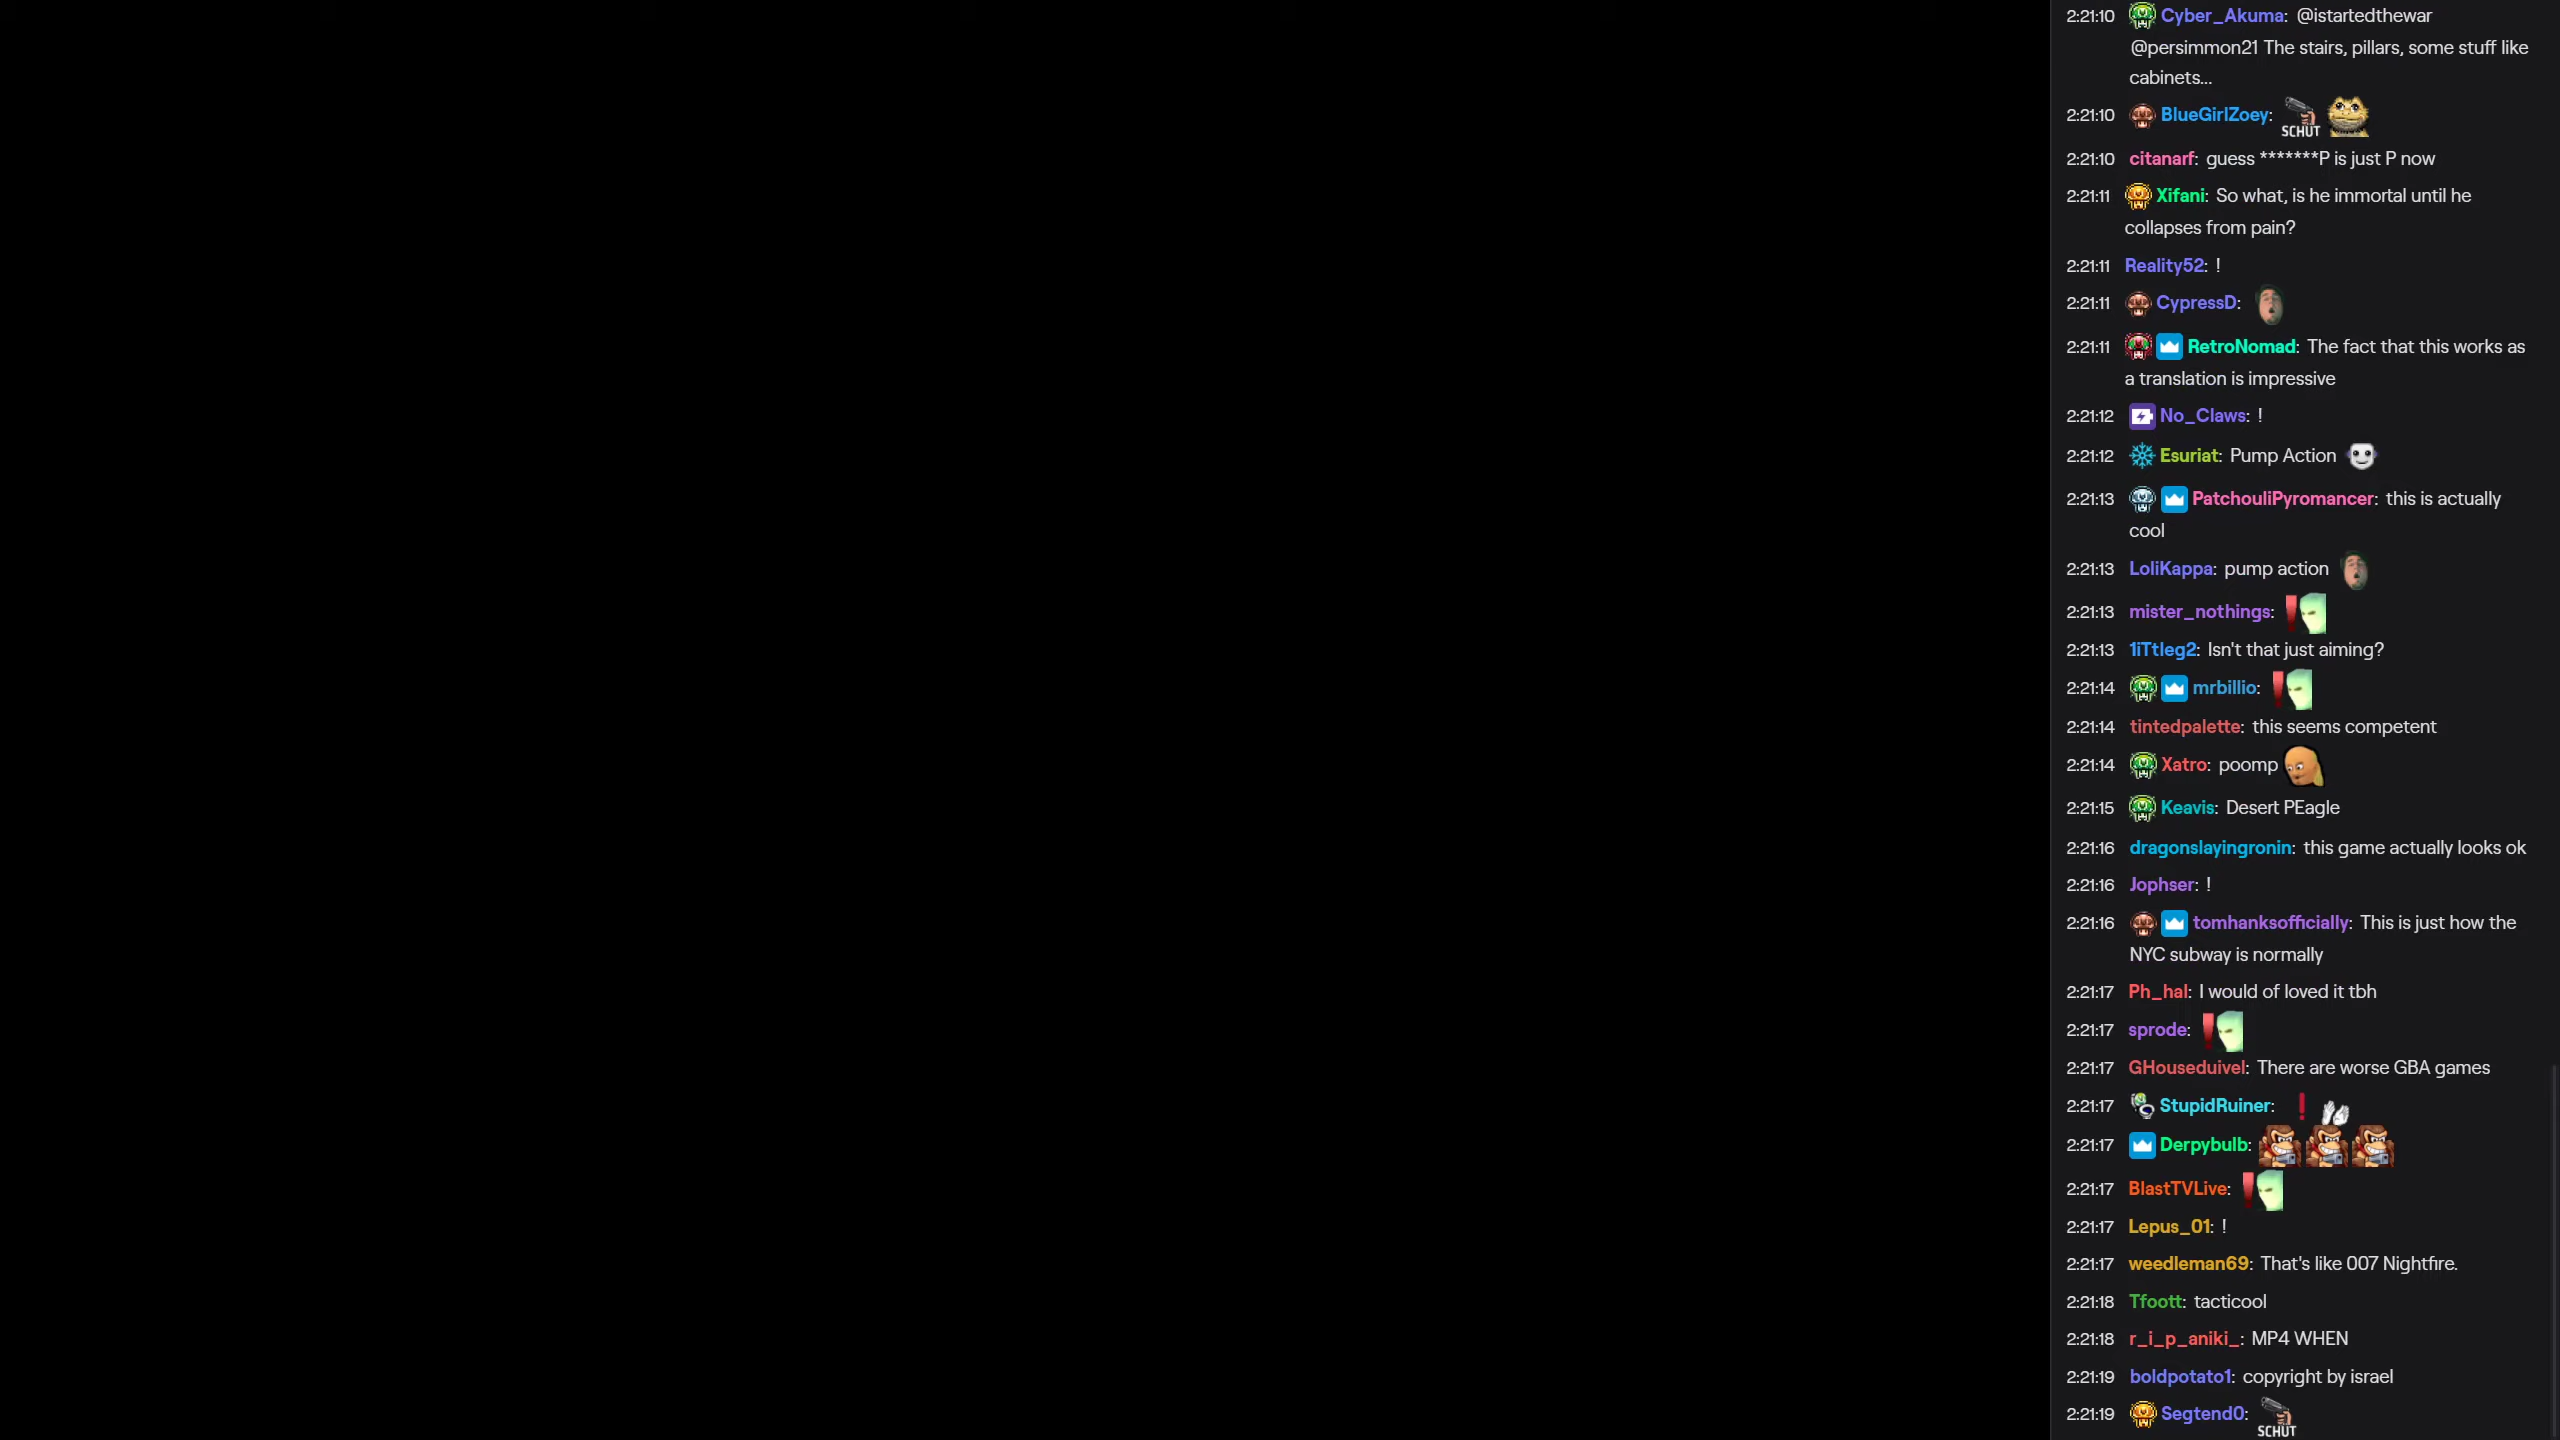 2:21:10 Cyber_Akuma: @istartedthewar
@persimmon21 The stairs, pillars, some stuff like
cabinets...
2:21:10 BlueGirlZoey: SCHUT
2:21:10 citanarf: guess *******P is just P now
2:21:11 Xifani: So what, is he immortal until he
collapses from pain?
2:21:11 Reality52: !
2:21:11 CypressD:
2:21:11 RetroNomad: The fact that this works as
a translation is impressive
2:21:12 No_Claws: !
2:21:12 Esuriat: Pump Action
2:21:13 PatchouliPyromancer: this is actually
cool
2:21:13 LoliKappa: pump action
2:21:13 mister_nothings:
2:21:13 1iTtleg2: Isn't that just aiming?
2:21:14 mrbillio:
2:21:14 tintedpalette: this seems competent
2:21:14 Xatro: poomp
2:21:15 Keavis: Desert PEagle
2:21:16 dragonslayingronin: this game actually looks ok
2:21:16 Jophser: !
2:21:16 tomhanksofficially: This is just how the
NYC subway is normally
2:21:17 Ph_hal: I would of loved it tbh
2:21:17 sprode:
2:21:17 GHouseduivel: There are worse GBA games
2:21:17 StupidRuiner:
2:21:17 Derpybulb:
2:21:17 BlastTVLive:
2:21:17 Lepus_01: !
2:21:17 weedleman69: That's like 007 Nightfire.
2:21:18 Tfoott: tacticool
2:21:18 r_i_p_aniki_: MP4 WHEN
2:21:19 boldpotato1: copyright by israel
2:21:19 Segtend0: SCHUT